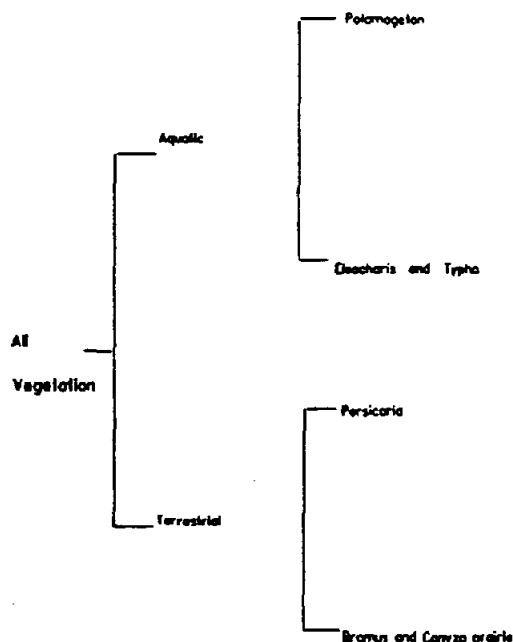 Potamogeton
Aquatic
Eleocharis and Typha
All
Vegetation
Persicaria
Terrestrial
Bromus and Conyza prairie